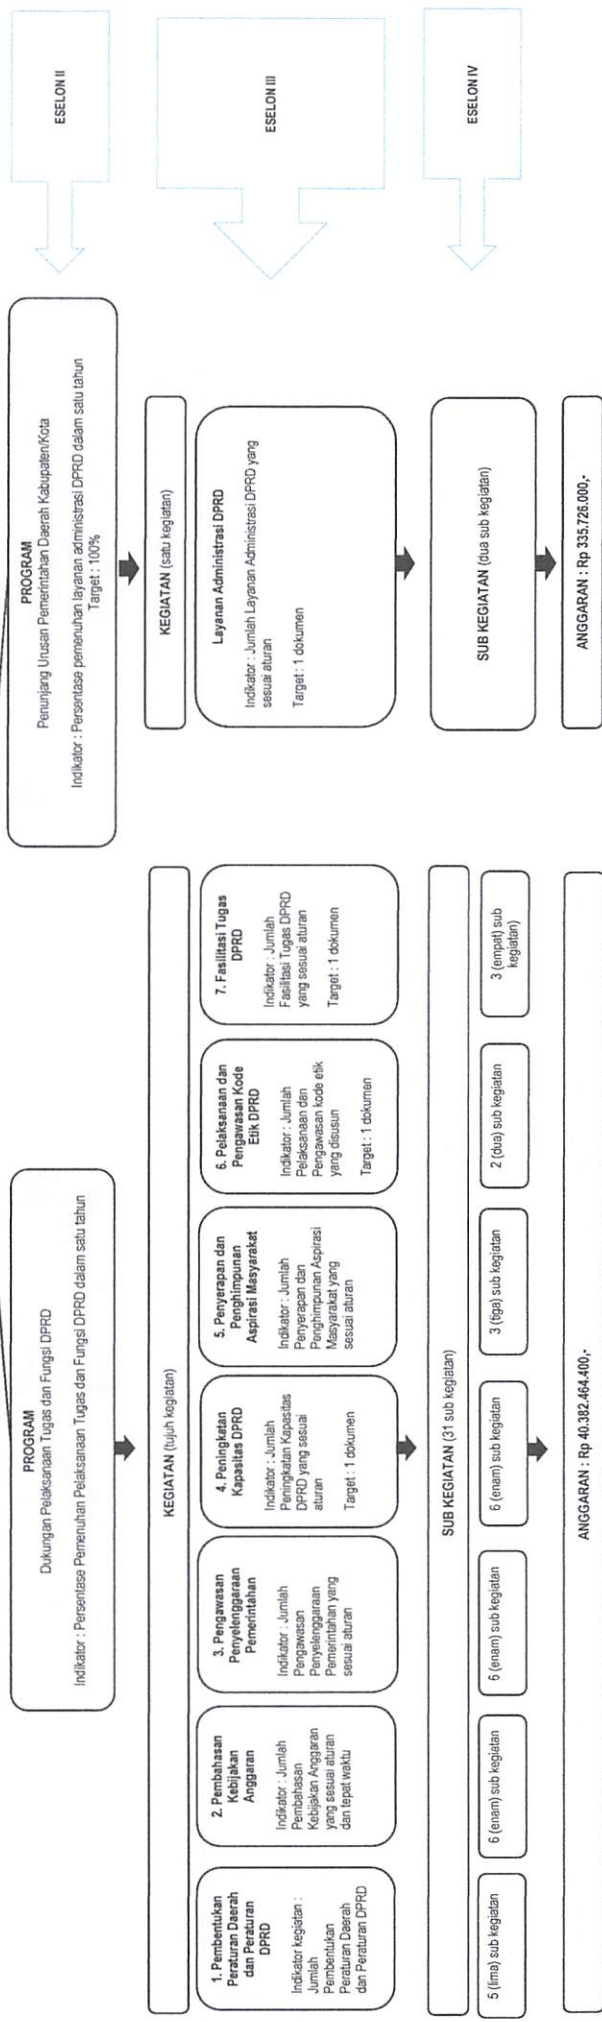 PROGRAM
Dukungan Pelaksanaan Tugas dan Fungsi DPRD
Indikator : Persentase Pemenuhan Pelaksanaan Tugas dan Fungsi DPRD dalam satu tahun
PROGRAM
Penunjang Urusan Pemerintahan Daerah Kabupaten/Kota
Indikator : Persentase pemenuhan layanan administrasi DPRD dalam satu tahun
Target : 100%
ESELON II
KEGIATAN (tujuh kegiatan)
KEGIATAN (satu kegiatan)
1. Pembentukan
Peraturan Daerah
dan Peraturan
DPRD
Indikator kegiatan :
Jumlah
Pembentukan
Peraturan Daerah
dan Peraturan DPRD
2. Pembahasan
Kebijakan
Anggaran
Indikator : Jumlah
Pembahasan
Kebijakan Anggaran
yang sesuai aturan
dan tepat waktu
3. Pengawasan
Penyelenggaraan
Pemerintahan
Indikator : Jumlah
Pengawasan
Penyelenggaraan
Pemerintahan yang
sesuai aturan
4. Peningkatan
Kapasitas DPRD
Indikator : Jumlah
Peningkatan Kapasitas
DPRD yang sesuai
aturan
Target : 1 dokumen
5. Penyerapan dan
Penghimpunan
Aspirasi Masyarakat
Indikator : Jumlah
Penyerapan dan
Penghimpunan Aspirasi
Masyarakat yang
sesuai aturan
6. Pelaksanaan dan
Pengawasan Kode
Etik DPRD
Indikator : Jumlah
Pelaksanaan dan
Pengawasan kode etik
yang disusun
Target : 1 dokumen
7. Fasilitasi Tugas
DPRD
Indikator : Jumlah
Fasilitasi Tugas DPRD
yang sesuai aturan
Target : 1 dokumen
Layanan Administrasi DPRD
Indikator : Jumlah Layanan Administrasi DPRD yang
sesuai aturan
Target : 1 dokumen
ESELON III
SUB KEGIATAN (31 sub kegiatan)
5 (lima) sub kegiatan
6 (enam) sub kegiatan
6 (enam) sub kegiatan
6 (enam) sub kegiatan
3 (tiga) sub kegiatan
2 (dua) sub kegiatan
3 (empat) sub
kegiatan)
SUB KEGIATAN (dua sub kegiatan)
ESELON IV
ANGGARAN : Rp 40.382.464.400,-
ANGGARAN : Rp 335.726.000,-